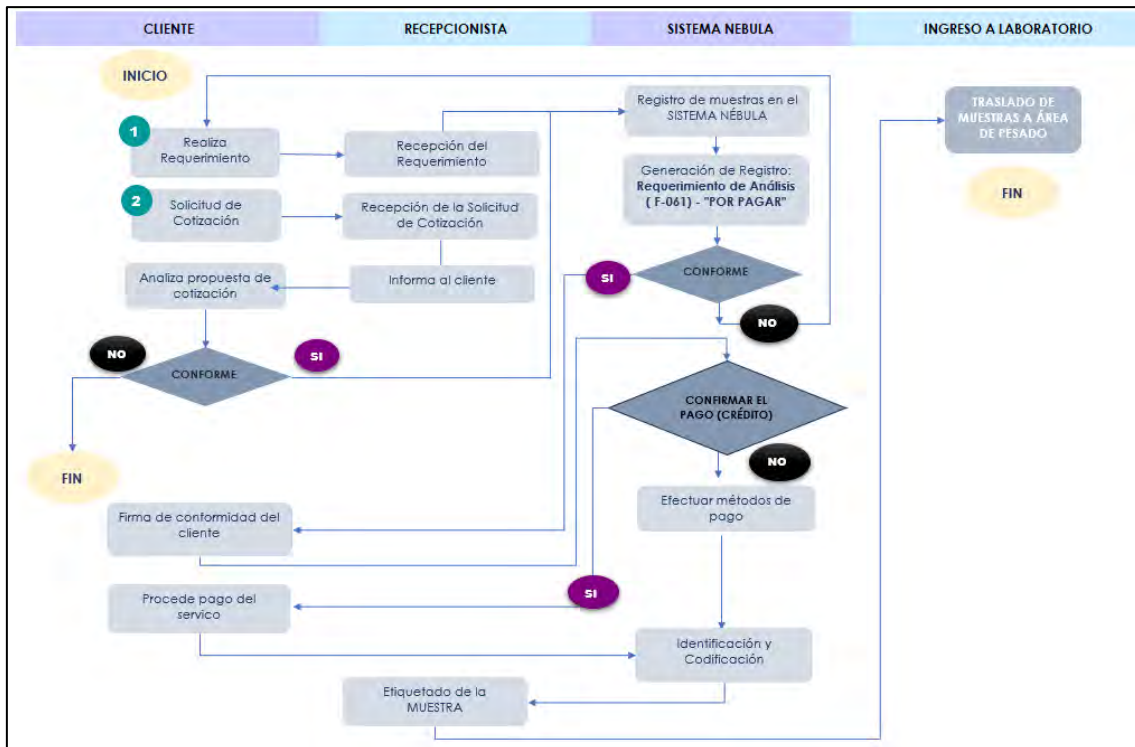 CLIENTE
RECEPCIONISTA
SISTEMA NEBULA
INGRESO A LABORATORIO
INICIO
1
Realiza
Requerimiento
Recepción del
Requerimiento
Registro de muestras en el
SISTEMA NÉBULA
TRASLADO DE
MUESTRAS A ÁREA
DE PESADO
2
Solicitud de
Cotización
Recepción de la Solicitud
de Cotización
Generación de Registro:
Requerimiento de Análisis
( F-061) - "POR PAGAR"
FIN
Analiza propuesta de
cotización
Informa al cliente
SI
CONFORME
NO
NO
CONFORME
SI
CONFIRMAR EL
PAGO (CRÉDITO)
NO
FIN
Firma de conformidad del
cliente
Efectuar métodos de
pago
SI
Procede pago del
servico
Identificación y
Codificación
Etiquetado de la
MUESTRA